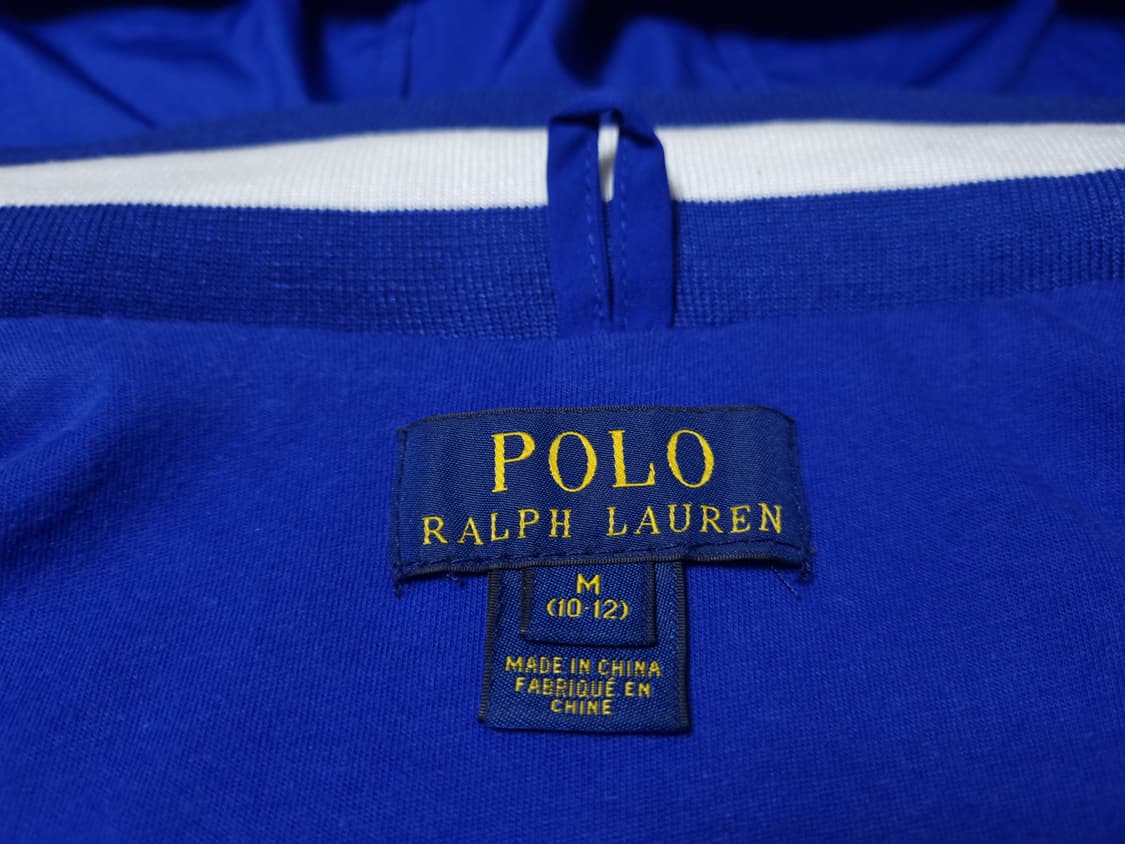 POLO
RALPH LAUREN
M
(10-12)
MADE IN CHINA
FABRIQUÉ EN
CHINE